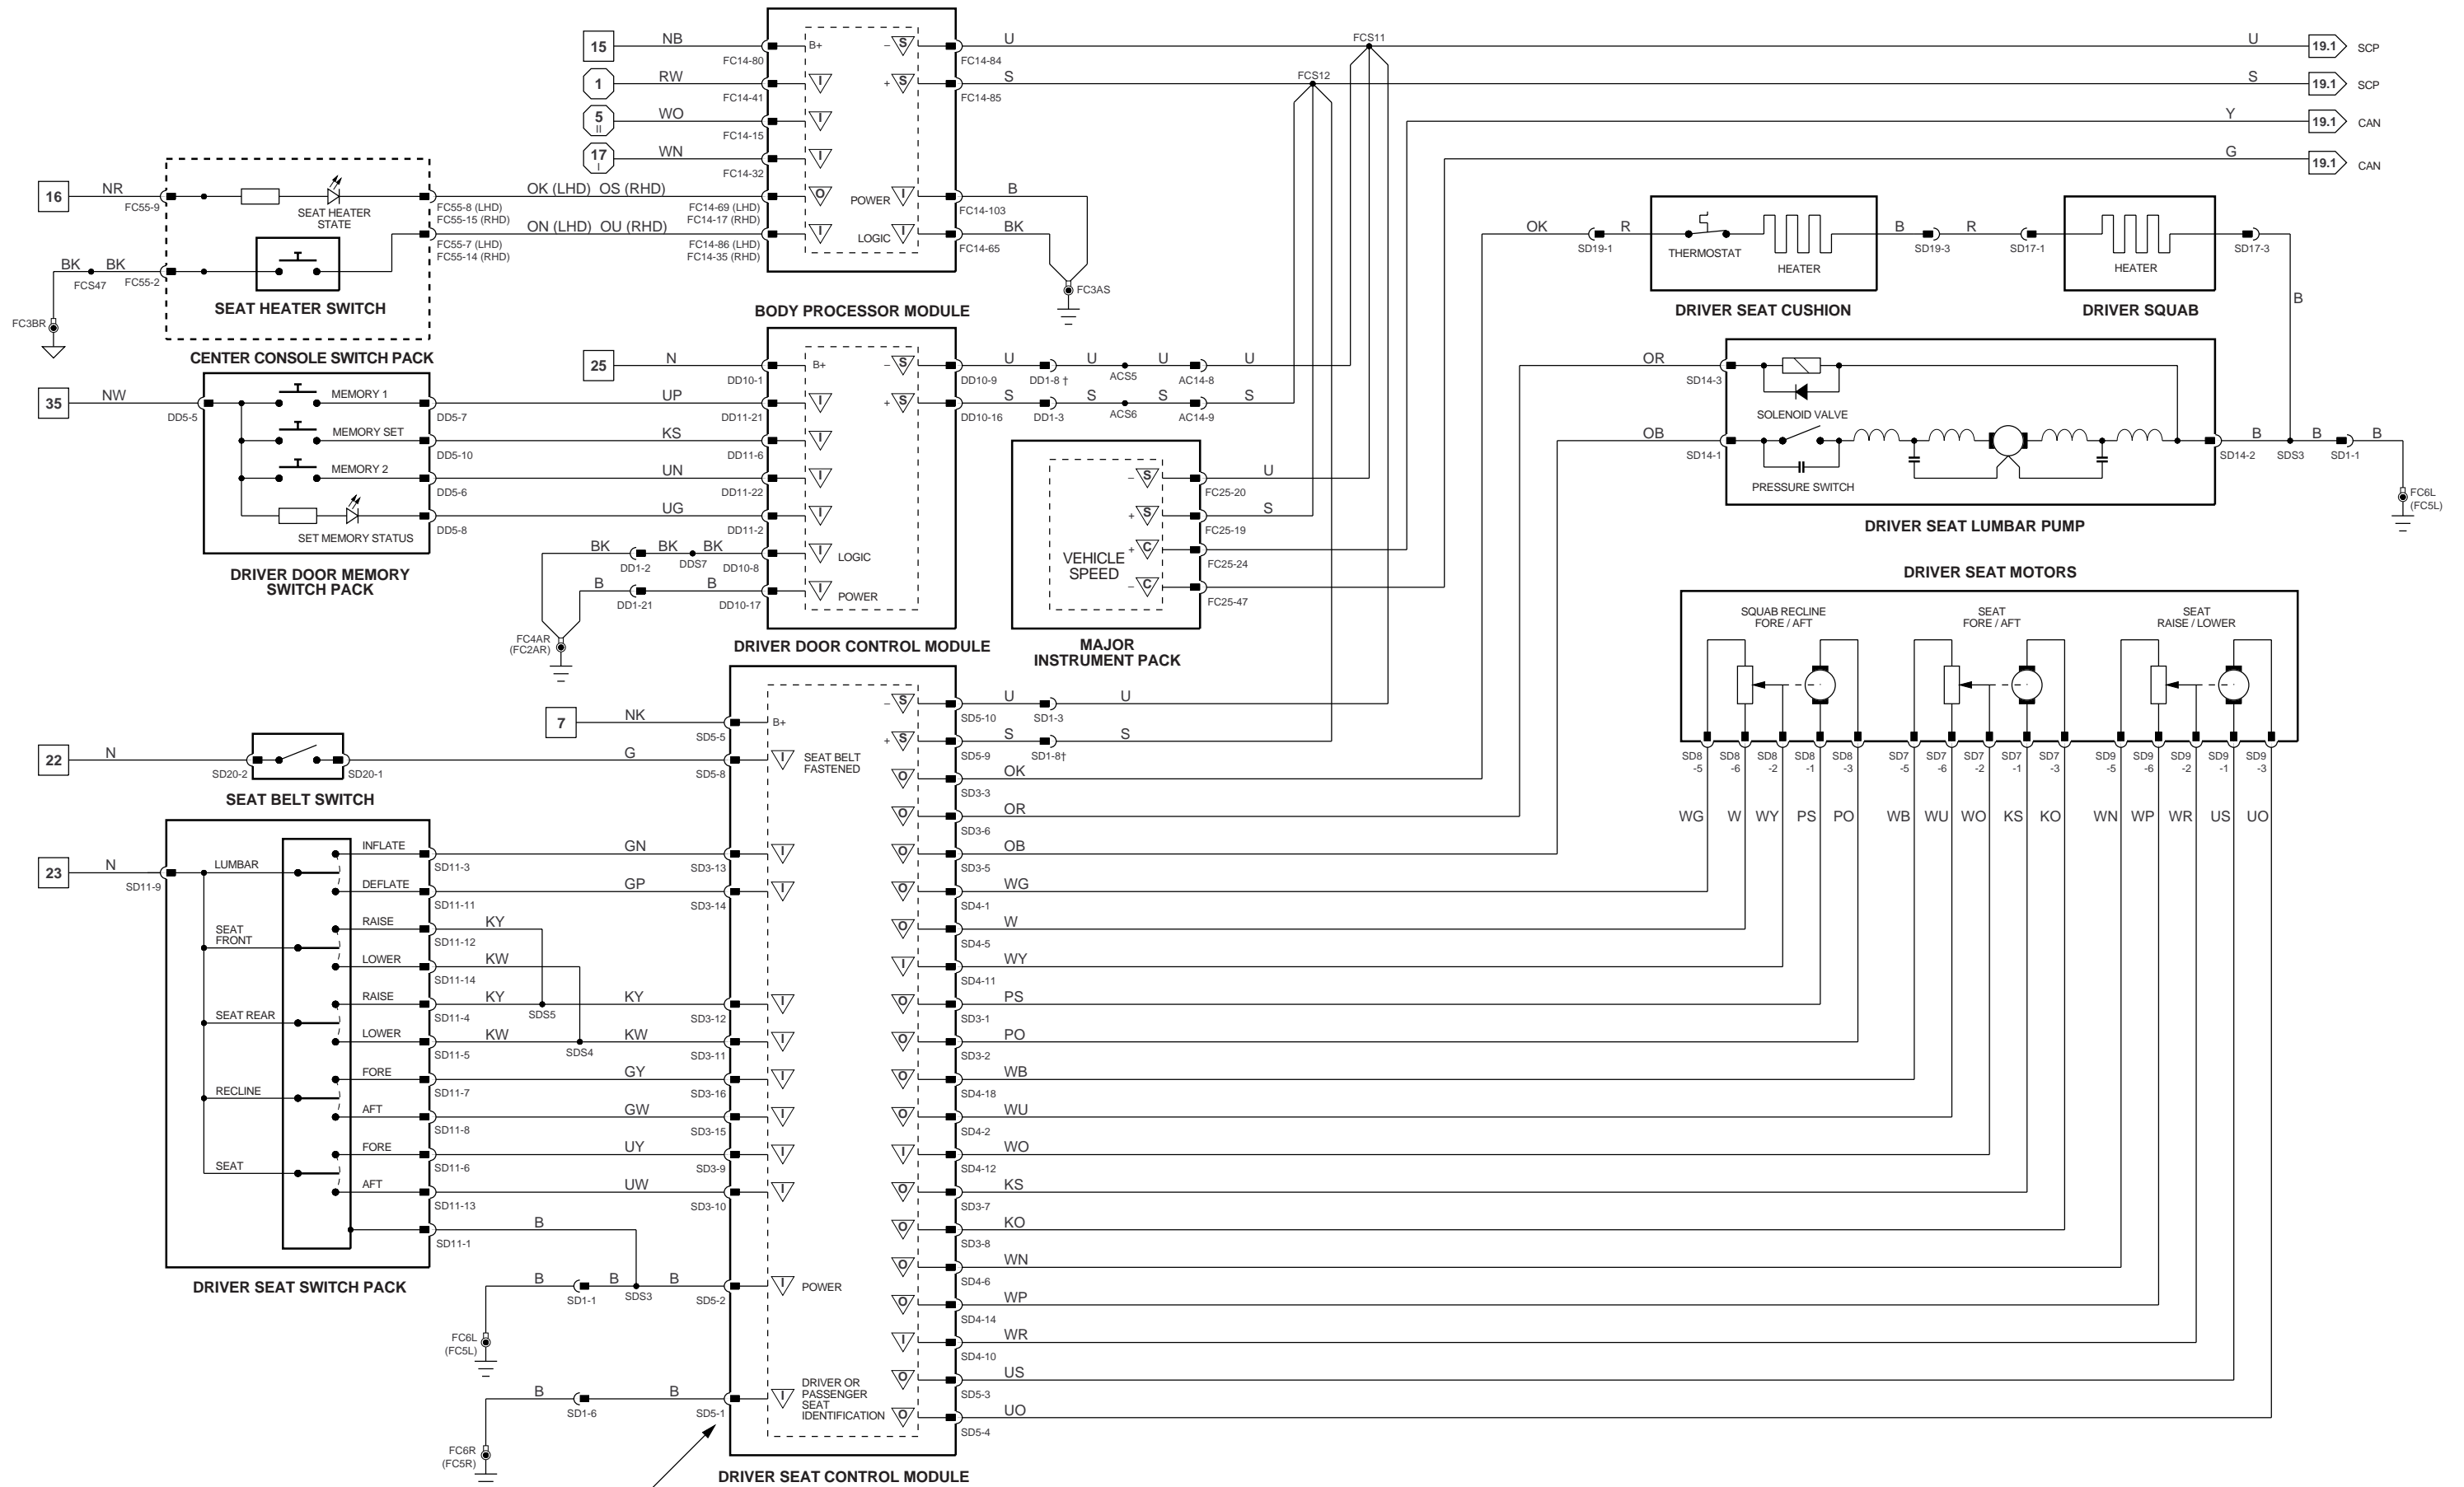 15 NB FC14-80 B+ – S FC14-84 U FCS11 U 19.1 SCP
1 RW FC14-41 I + S FC14-85 S FCS12 S 19.1 SCP
5 II WO FC14-15 I Y 19.1 CAN
17 I WN FC14-32 I G 19.1 CAN
16 NR FC55-9 SEAT HEATER STATE FC55-8 (LHD) FC55-15 (RHD) OK (LHD) OS (RHD) FC14-69 (LHD) FC14-17 (RHD) O POWER I FC14-103 B
FC55-7 (LHD) FC55-14 (RHD) ON (LHD) OU (RHD) FC14-86 (LHD) FC14-35 (RHD) I LOGIC I FC14-65 BK
FC3BR BK FCS47 BK FC55-2
SEAT HEATER SWITCH
CENTER CONSOLE SWITCH PACK
FC3AS
BODY PROCESSOR MODULE
OK SD19-1 R THERMOSTAT HEATER B SD19-3 R SD17-1 HEATER SD17-3 B
DRIVER SEAT CUSHION
DRIVER SQUAB
25 N DD10-1 B+ – S DD10-9 U DD1-8 † U ACS5 U AC14-8 U
35 NW DD5-5 MEMORY 1 DD5-7 UP DD11-21 I + S DD10-16 S DD1-3 S ACS6 S AC14-9 S
MEMORY SET DD5-10 KS DD11-6 I
MEMORY 2 DD5-6 UN DD11-22 I
SET MEMORY STATUS DD5-8 UG DD11-2 I
DRIVER DOOR MEMORY
SWITCH PACK
BK DD1-2 BK DDS7 BK DD10-8 I LOGIC
B DD1-21 B DD10-17 I POWER
FC4AR
(FC2AR)
DRIVER DOOR CONTROL MODULE
– S FC25-20 U
+ S FC25-19 S
VEHICLE
SPEED
+ C FC25-24
– C FC25-47
MAJOR
INSTRUMENT PACK
OR SD14-3 SOLENOID VALVE
OB SD14-1 PRESSURE SWITCH SD14-2 B SDS3 B SD1-1 B
FC6L
(FC5L)
DRIVER SEAT LUMBAR PUMP
DRIVER SEAT MOTORS
SQUAB RECLINE
FORE / AFT
SEAT
FORE / AFT
SEAT
RAISE / LOWER
SD8 -5 SD8 -6 SD8 -2 SD8 -1 SD8 -3 SD7 -5 SD7 -6 SD7 -2 SD7 -1 SD7 -3 SD9 -5 SD9 -6 SD9 -2 SD9 -1 SD9 -3
WG W WY PS PO WB WU WO KS KO WN WP WR US UO
7 NK SD5-5 B+ – S SD5-10 U SD1-3 U
22 N SD20-2 SD20-1 G SD5-8 I SEAT BELT FASTENED + S SD5-9 S SD1-8† S
SEAT BELT SWITCH
O SD3-3 OK
O SD3-6 OR
23 N SD11-9 LUMBAR INFLATE SD11-3 GN SD3-13 I O SD3-5 OB
DEFLATE SD11-11 GP SD3-14 I O SD4-1 WG
SEAT FRONT RAISE SD11-12 KY O SD4-5 W
LOWER SD11-14 KW I SD4-11 WY
SEAT REAR RAISE SD11-4 KY SDS5 KY SD3-12 I O SD3-1 PS
LOWER SD11-5 KW SDS4 KW SD3-11 I O SD3-2 PO
RECLINE FORE SD11-7 GY SD3-16 I O SD4-18 WB
AFT SD11-8 GW SD3-15 I O SD4-2 WU
SEAT FORE SD11-6 UY SD3-9 I I SD4-12 WO
AFT SD11-13 UW SD3-10 I O SD3-7 KS
SD11-1 B O SD3-8 KO
DRIVER SEAT SWITCH PACK
O SD4-6 WN
B SD1-1 B SDS3 B SD5-2 I POWER O SD4-14 WP
FC6L
(FC5L)
I SD4-10 WR
O SD5-3 US
B SD1-6 B SD5-1 I DRIVER OR
PASSENGER
SEAT
IDENTIFICATION O SD5-4 UO
FC6R
(FC5R)
DRIVER SEAT CONTROL MODULE